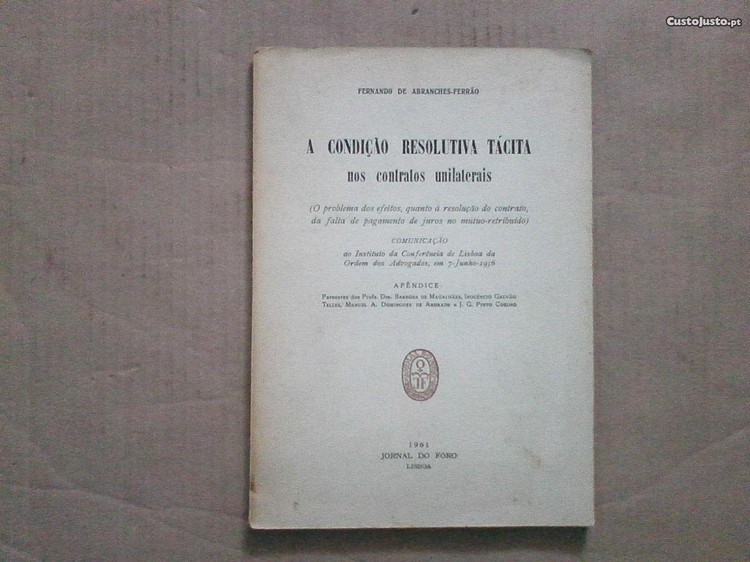 CustoJusto.pt
FERNANDO DE ABRANCHES-FERRÃO
A CONDIÇÃO RESOLUTIVA TÁCITA
nos contratos unilaterais
(O problema dos efeitos, quanto à resolução do contrato,
da falta de pagamento de juros no mutuo-retribuido)
COMUNICAÇÃO
ao Instituto da Conferência de Lisboa da
Ordem dos Advogados, em 7-Junho-1956
APÊNDICE:
Pareceres dos Profs. Drs. Barbosa de Magalhães, Inocêncio Galvão
Telles, Manuel A. Domingues de Andrade e J. G. Pinto Coelho
1961
JORNAL DO FÔRO
LISBOA